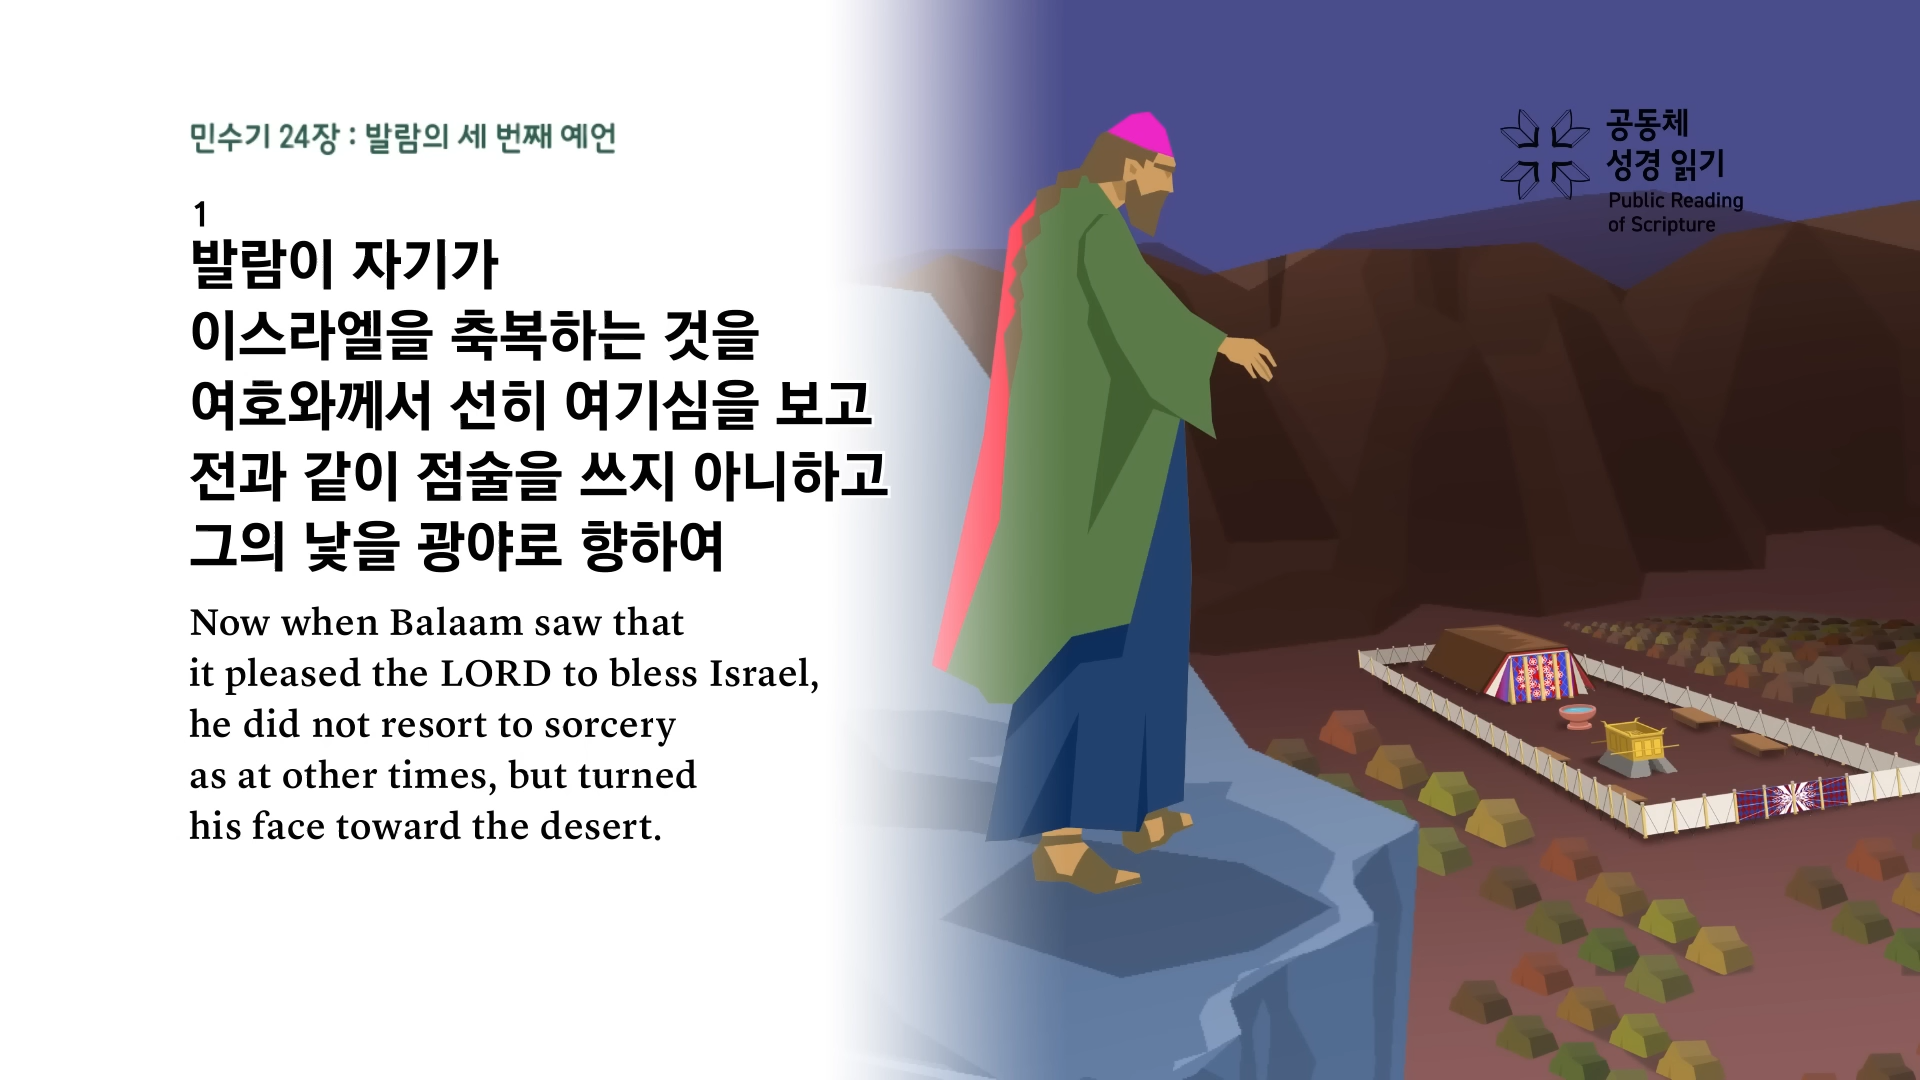 민수기 24장 : 발람의 세 번째 예언
1
발람이 자기가
이스라엘을 축복하는 것을
여호와께서 선히 여기심을 보고
전과 같이 점술을 쓰지 아니하고
그의 낯을 광야로 향하여
Now when Balaam saw that
it pleased the LORD to bless Israel,
he did not resort to sorcery
as at other times, but turned
his face toward the desert.
공동체
성경 읽기
Public Reading
of Scripture